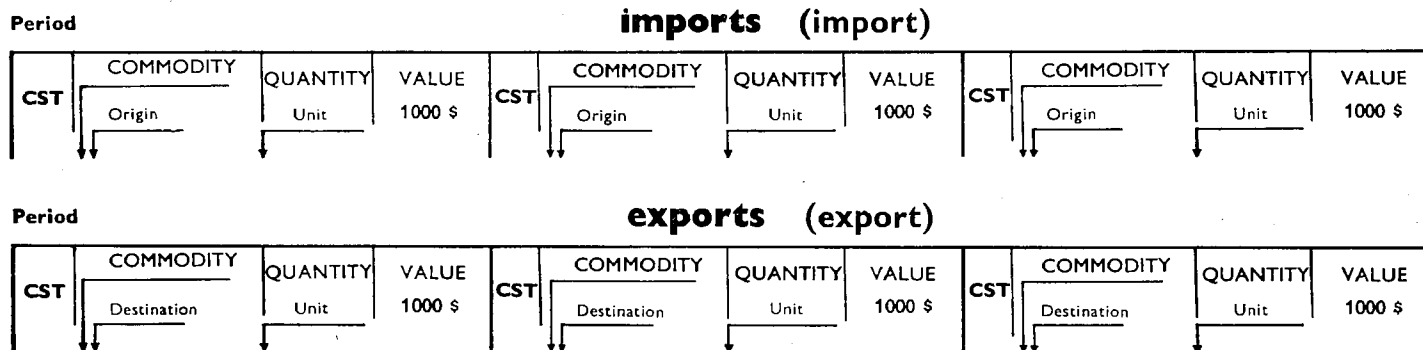 Period
imports (import)
CST COMMODITY QUANTITY VALUE CST COMMODITY QUANTITY VALUE CST COMMODITY QUANTITY VALUE
Origin Unit 1000 $ Origin Unit 1000 $ Origin Unit 1000 $
Period
exports (export)
CST COMMODITY QUANTITY VALUE CST COMMODITY QUANTITY VALUE CST COMMODITY QUANTITY VALUE
Destination Unit 1000 $ Destination Unit 1000 $ Destination Unit 1000 $